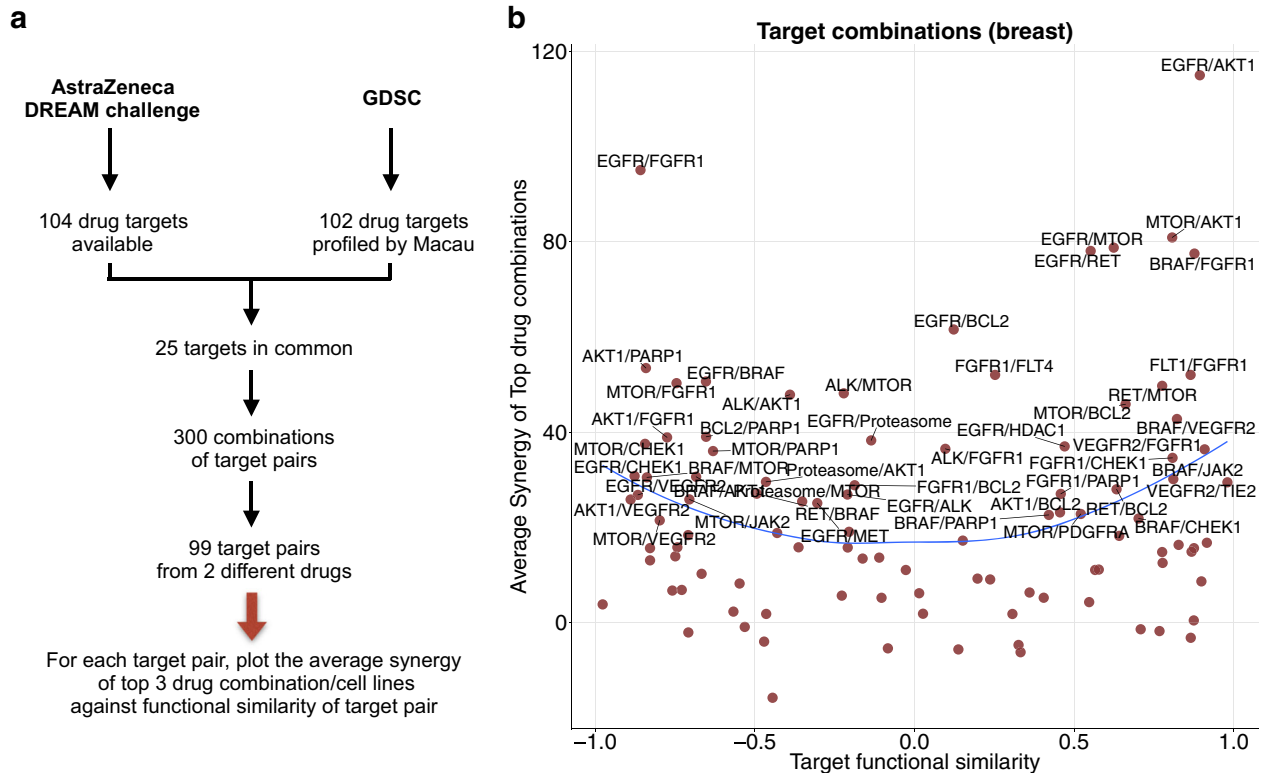 a
AstraZeneca
DREAM challenge
GDSC
104 drug targets
available
102 drug targets
profiled by Macau
25 targets in common
300 combinations
of target pairs
99 target pairs
from 2 different drugs
For each target pair, plot the average synergy
of top 3 drug combination/cell lines
against functional similarity of target pair
b
Target combinations (breast)
Average Synergy of Top drug combinations
120
80
40
0
EGFR/AKT1
EGFR/FGFR1
MTOR/AKT1
EGFR/MTOR
EGFR/RET
BRAF/FGFR1
EGFR/BCL2
AKT1/PARP1
EGFR/BRAF
MTOR/FGFR1
ALK/AKT1
ALK/MTOR
FGFR1/FLT4
FLT1/FGFR1
RET/MTOR
MTOR/BCL2
AKT1/FGFR1
BCL2/PARP1
EGFR/Proteasome
EGFR/HDAC1
BRAF/VEGFR2
MTOR/CHEK1
MTOR/PARP1
ALK/FGFR1
VEGFR2/FGFR1
FGFR1/CHEK1
BRAF/JAK2
EGFR/CHEK1
BRAF/MTOR
Proteasome/AKT1
FGFR1/PARP1
EGFR/VEGFR2
BRAF/AKT1
Proteasome/MTOR
FGFR1/BCL2
VEGFR2/TIE2
AKT1/VEGFR2
MTOR/JAK2
RET/BRAF
EGFR/ALK
AKT1/BCL2
RET/BCL2
BRAF/PARP1
MTOR/VEGFR2
EGFR/MET
MTOR/PDGFRA
BRAF/CHEK1
−1.0
−0.5
0.0
0.5
1.0
Target functional similarity